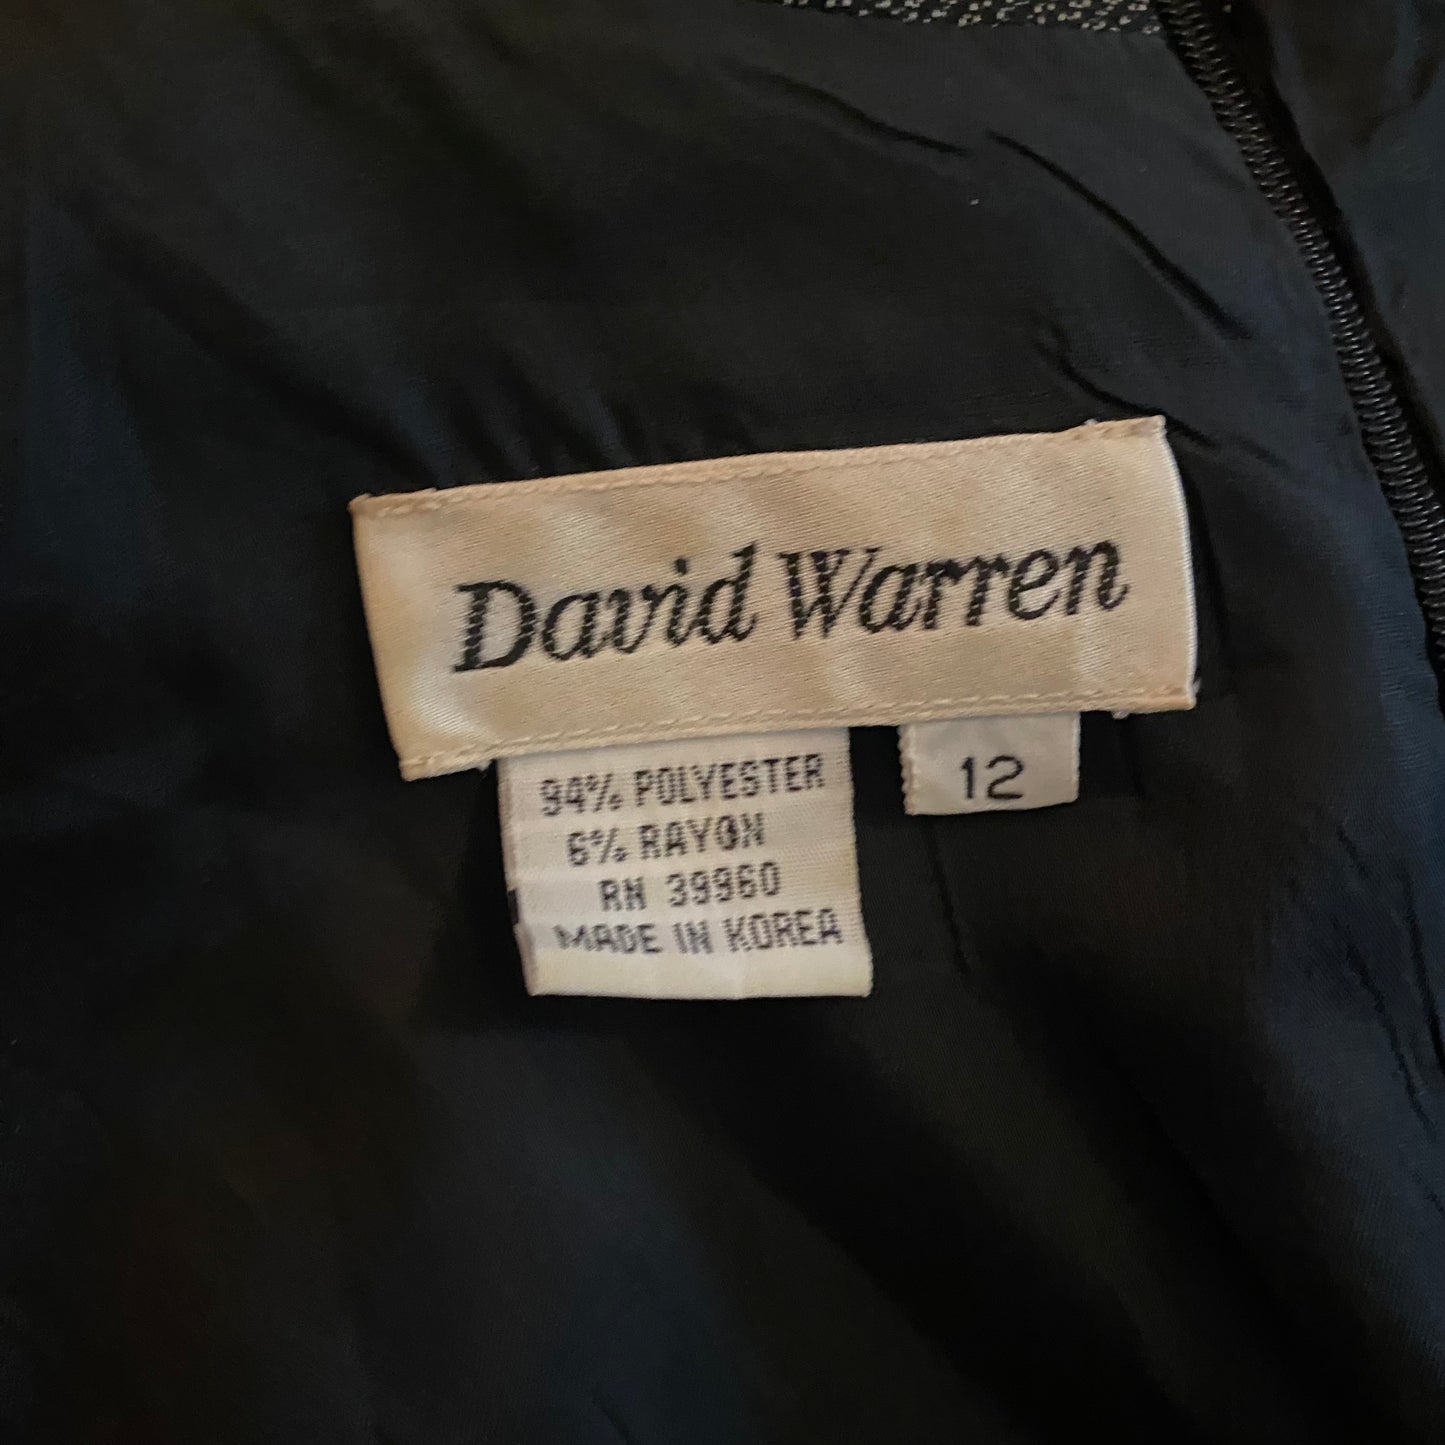 David Warren
12
94% POLYESTER
6% RAYON
RN 39960
MADE IN KOREA